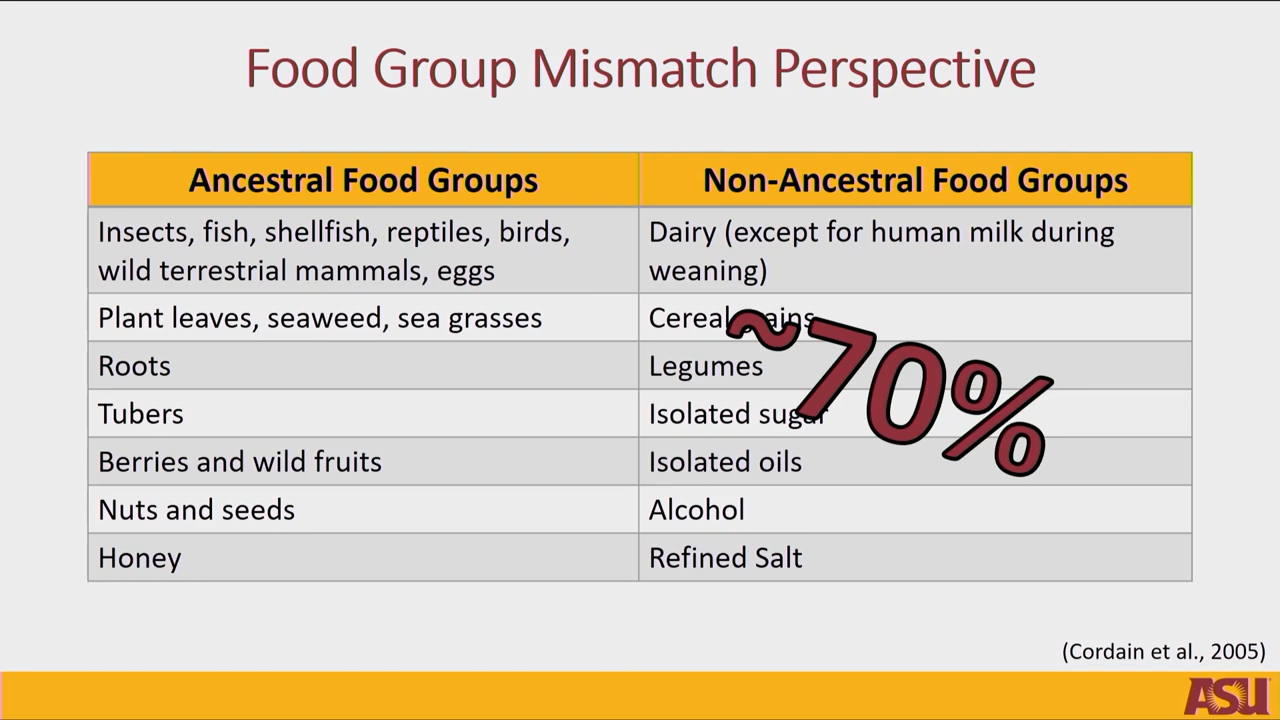 Food Group Mismatch Perspective
Ancestral Food Groups
Non-Ancestral Food Groups
Insects, fish, shellfish, reptiles, birds,
wild terrestrial mammals, eggs
Dairy (except for human milk during
weaning)
Plant leaves, seaweed, sea grasses
Cereal grains
Roots
Legumes
Tubers
Isolated sugar
Berries and wild fruits
Isolated oils
Nuts and seeds
Alcohol
Honey
Refined Salt
~70%
(Cordain et al., 2005)
ASU